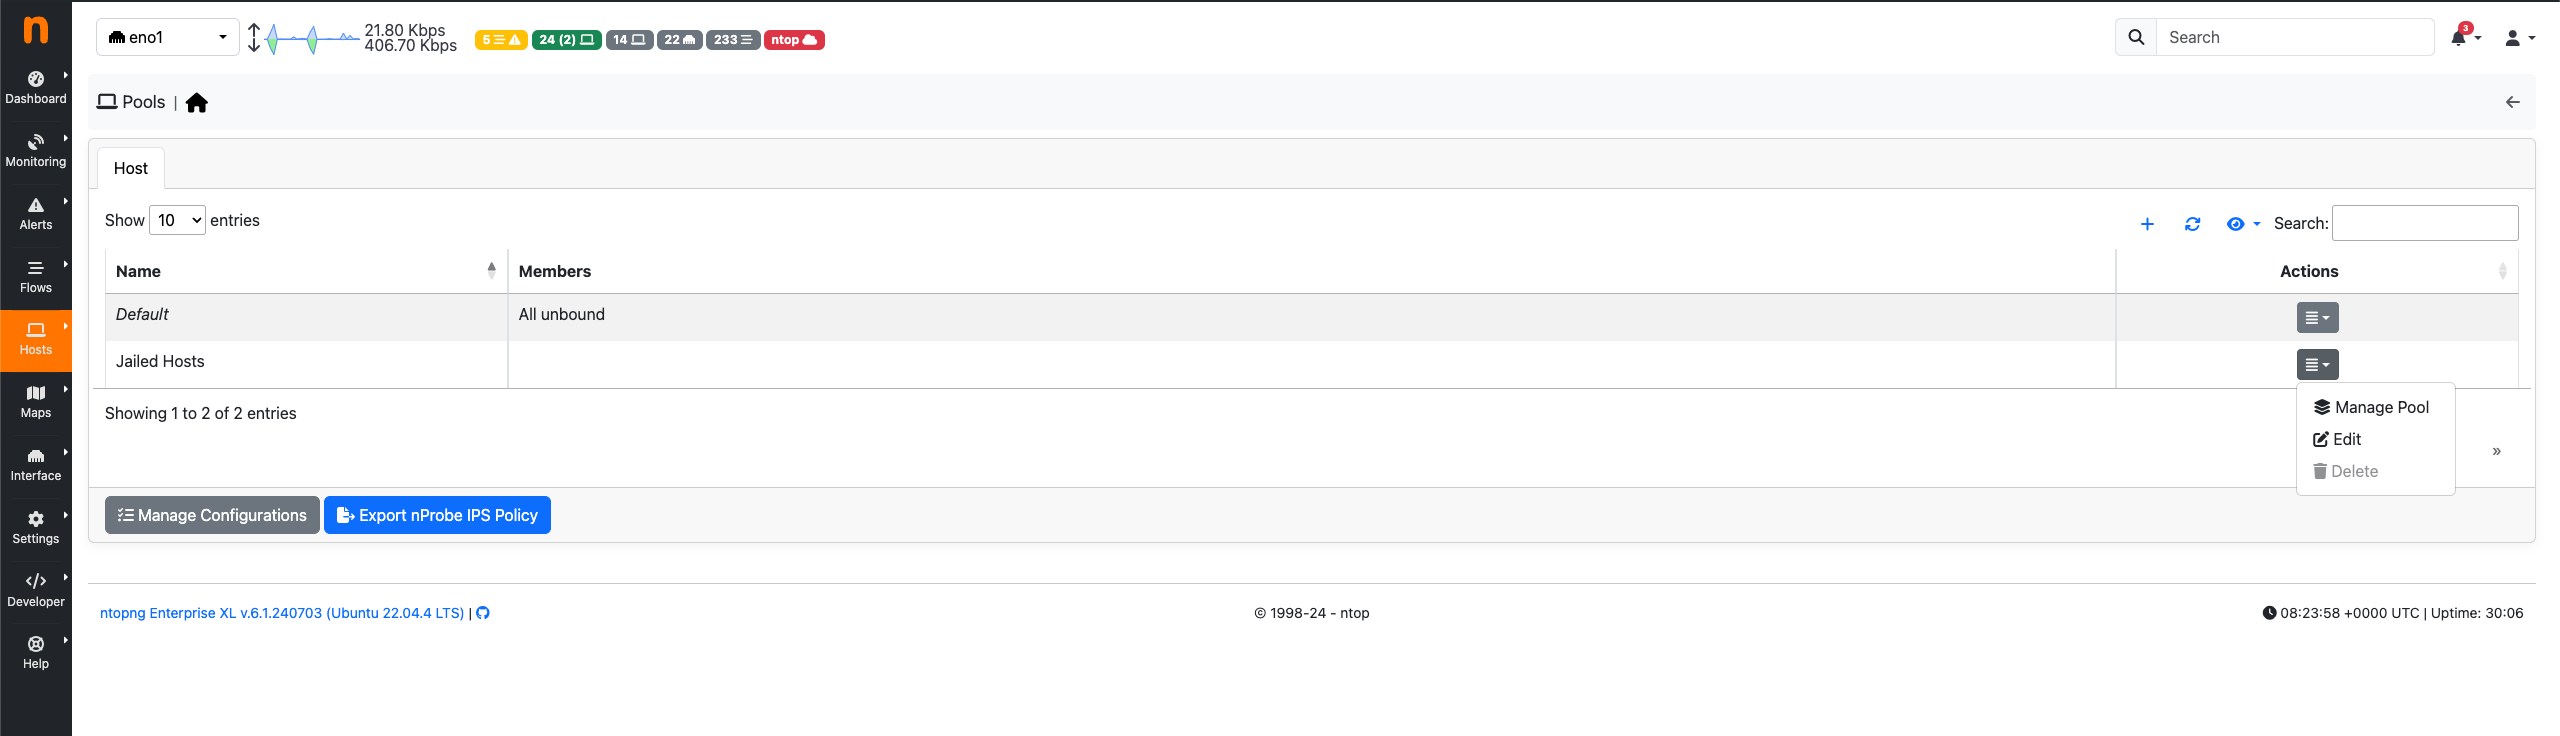 n
eno1
21.80 Kbps
406.70 Kbps
5
24 (2)
14
22
233
ntop
Search
3
Dashboard
Monitoring
Alerts
Flows
Hosts
Maps
Interface
Settings
Developer
Help
Pools |
Host
Show 10 entries
Search:
Name Members Actions
Default All unbound
Jailed Hosts
Manage Pool
Edit
Delete
Showing 1 to 2 of 2 entries
»
Manage Configurations Export nProbe IPS Policy
ntopng Enterprise XL v.6.1.240703 (Ubuntu 22.04.4 LTS) |
© 1998-24 - ntop
08:23:58 +0000 UTC | Uptime: 30:06